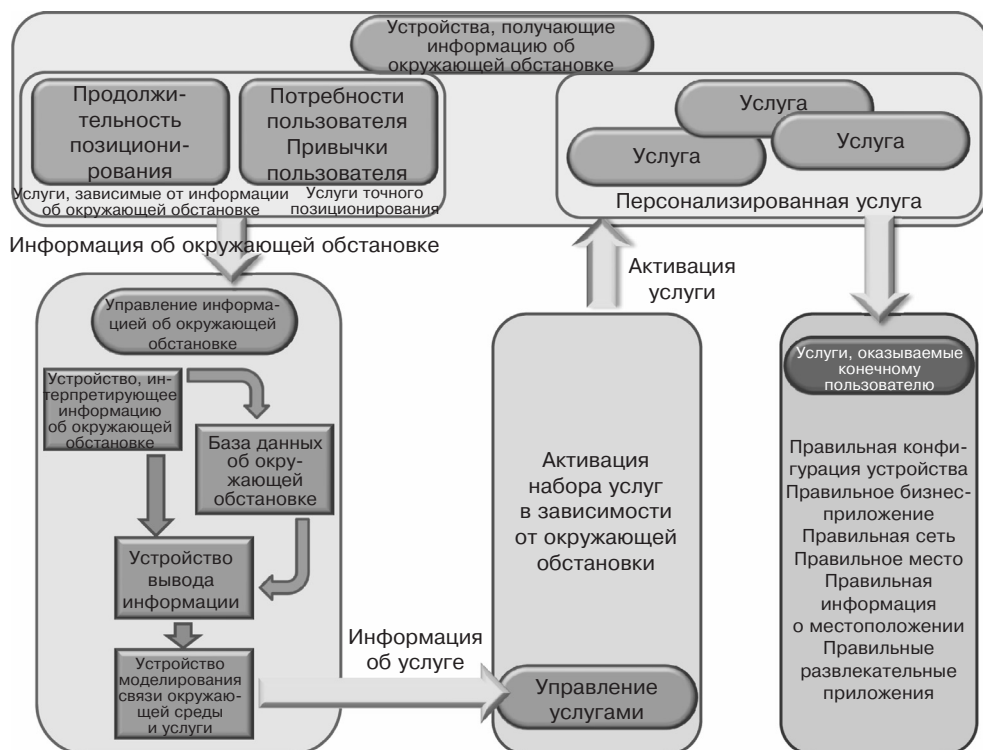 Устройства, получающие
информацию об
окружающей обстановке
Продолжи-
тельность
позициони-
рования
Потребности
пользователя
Привычки
пользователя
Услуги, зависимые от информации
об окружающей обстановке
Услуги точного
позиционирования
Услуга
Услуга
Услуга
Персонализированная услуга
Информация об окружающей обстановке
Активация
услуги
Управление информа-
цией об окружающей
обстановке
Устройство, ин-
терпретирующее
информацию
об окружающей
обстановке
База данных
об окру-
жающей
обстановке
Устройство
вывода
информации
Устройство
моделирования
связи окружаю-
щей среды
и услуги
Информация
об услуге
Активация
набора услуг
в зависимости
от окружающей
обстановки
Управление
услугами
Услуги, оказываемые
конечному
пользователю
Правильная конфи-
гурация устройства
Правильное бизнес-
приложение
Правильная сеть
Правильное место
Правильная
информация
о местоположении
Правильные
развлекательные
приложения